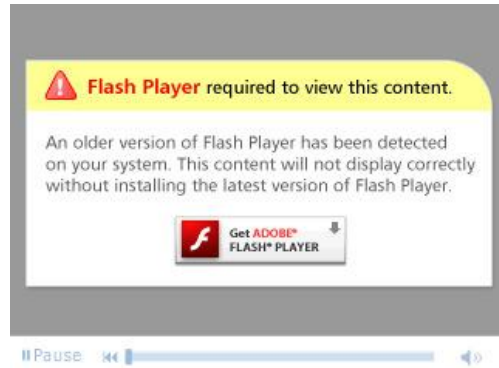 Flash Player required to view this content.
An older version of Flash Player has been detected
on your system. This content will not display correctly
without installing the latest version of Flash Player.
Get ADOBE®
FLASH® PLAYER
Pause